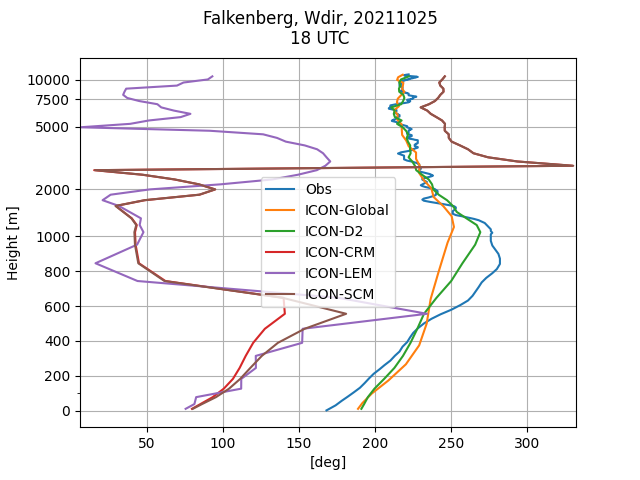 Falkenberg, Wdir, 20211025
18 UTC
10000
7500
5000
2000
1000
800
600
400
200
0
Height [m]
Obs
ICON-Global
ICON-D2
ICON-CRM
ICON-LEM
ICON-SCM
50
100
150
200
250
300
[deg]